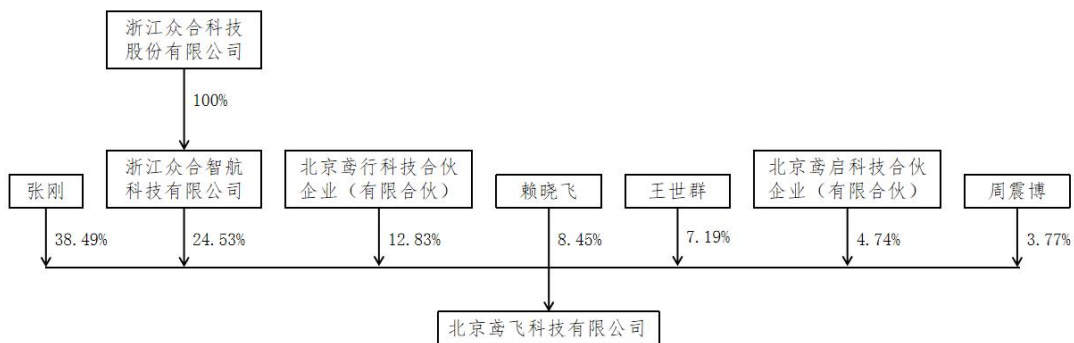 浙江众合科技
股份有限公司
100%
张刚
浙江众合智航
科技有限公司
北京鸢行科技合伙
企业（有限合伙）
赖晓飞
王世群
北京鸢启科技合伙
企业（有限合伙）
周震博
38.49%
24.53%
12.83%
8.45%
7.19%
4.74%
3.77%
北京鸢飞科技有限公司